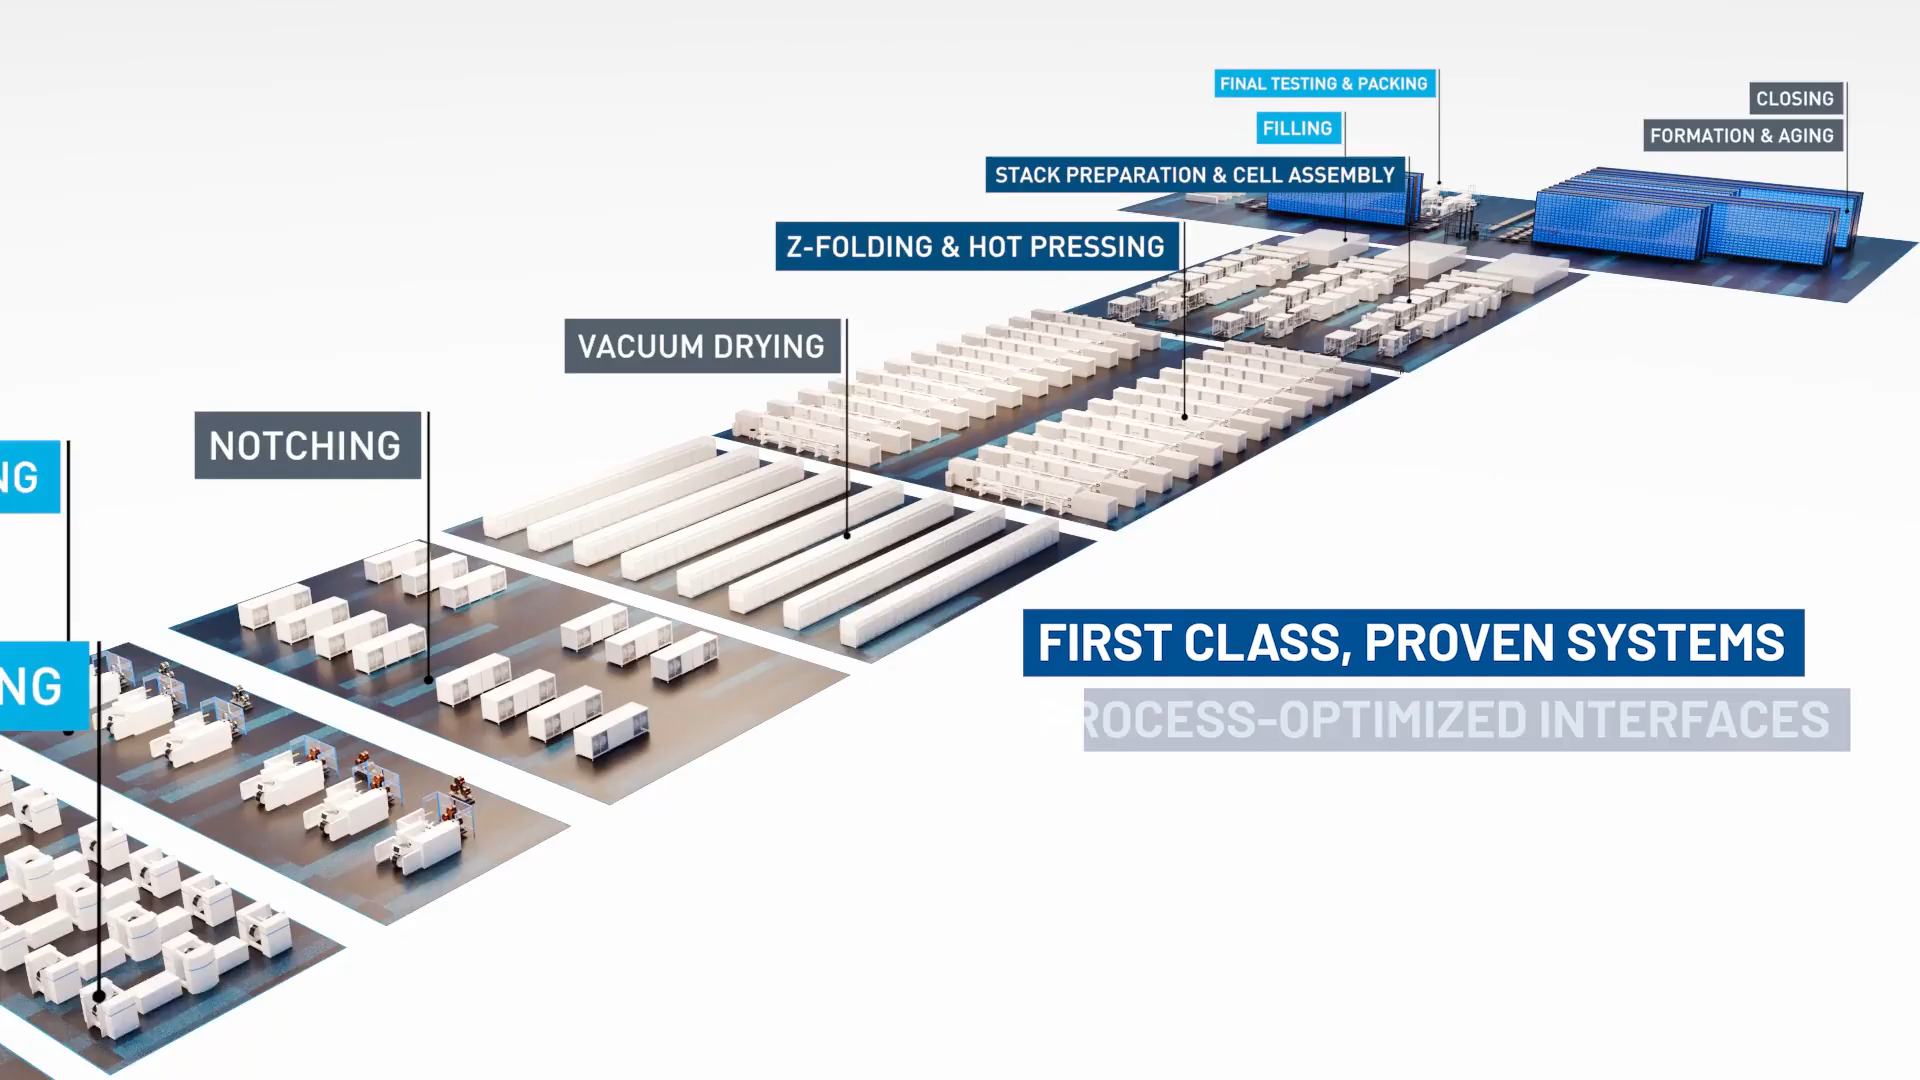 FINAL TESTING & PACKING
CLOSING
FILLING
FORMATION & AGING
STACK PREPARATION & CELL ASSEMBLY
Z-FOLDING & HOT PRESSING
VACUUM DRYING
NOTCHING
NG
NG
FIRST CLASS, PROVEN SYSTEMS
PROCESS-OPTIMIZED INTERFACES